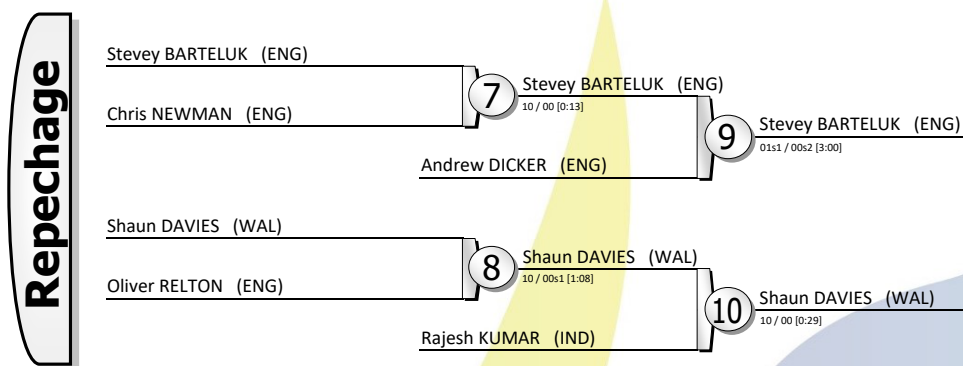 Repechage
Stevey BARTELUK (ENG)
Chris NEWMAN (ENG)
7
Stevey BARTELUK (ENG)
10 / 00 [0:13]
Andrew DICKER (ENG)
9
Stevey BARTELUK (ENG)
01s1 / 00s2 [3:00]
Shaun DAVIES (WAL)
Oliver RELTON (ENG)
8
Shaun DAVIES (WAL)
10 / 00s1 [1:08]
Rajesh KUMAR (IND)
10
Shaun DAVIES (WAL)
10 / 00 [0:29]